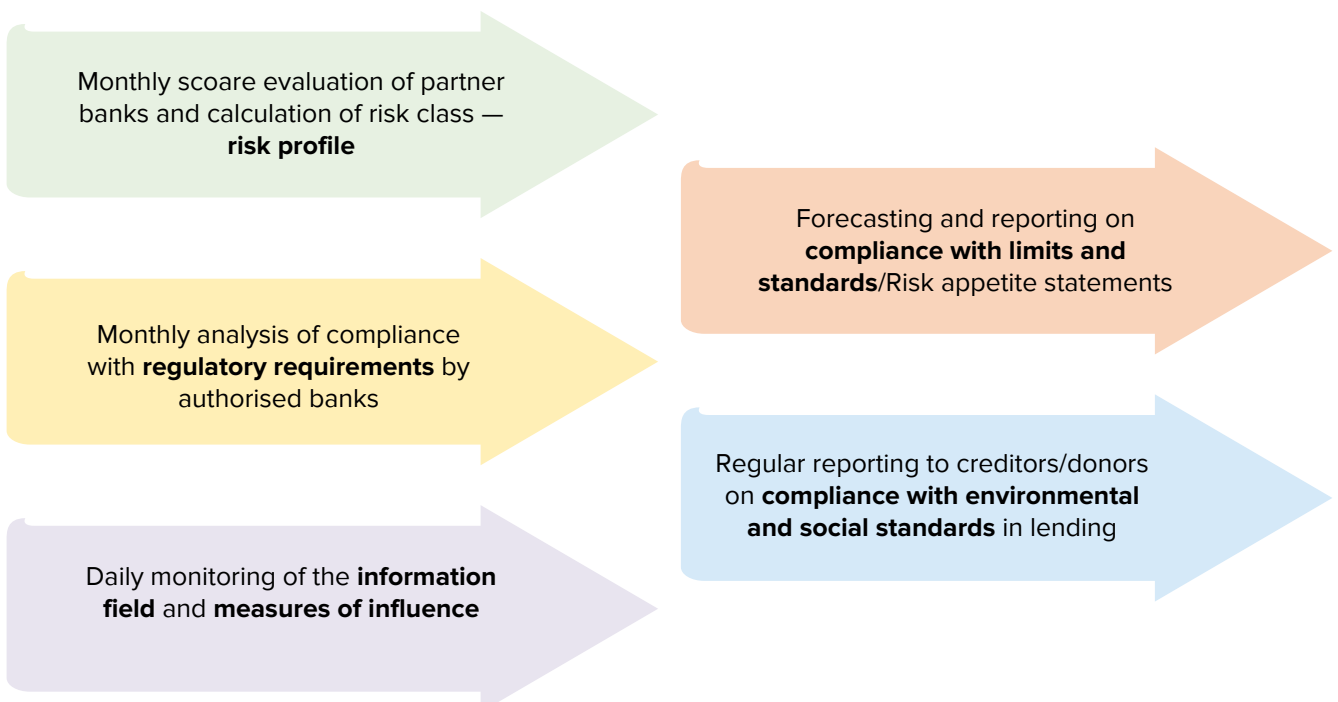 Monthly scoare evaluation of partner
banks and calculation of risk class —
risk profile
Monthly analysis of compliance
with regulatory requirements by
authorised banks
Daily monitoring of the information
field and measures of influence
Forecasting and reporting on
compliance with limits and
standards/Risk appetite statements
Regular reporting to creditors/donors
on compliance with environmental
and social standards in lending